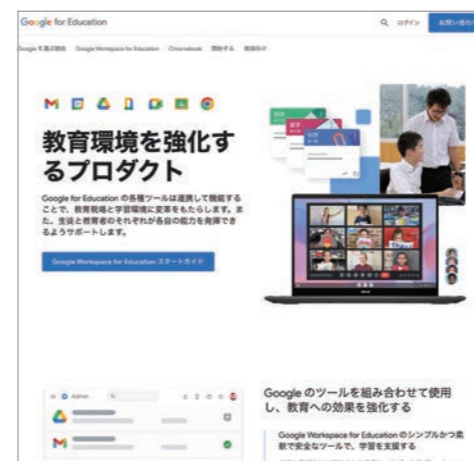 Google for Education
ログイン
お問い合わせ
Google Workspace for Education Chromebook 開始する
教育環境を強化す
るプロダクト
Google for Education の各種ツールは連携して機能する
ことで、教育現場と学習環境に変革をもたらします。ま
た、生徒と教育者のそれぞれが各自の能力を発揮でき
るようサポートします。
Google Workspace for Education スタートガイド
Admin
Google のツールを組み合わせて使用
し、教育への効果を強化する
Google Workspace for Education のシンプルかつ柔
軟で安全なツールで、学習を支援する